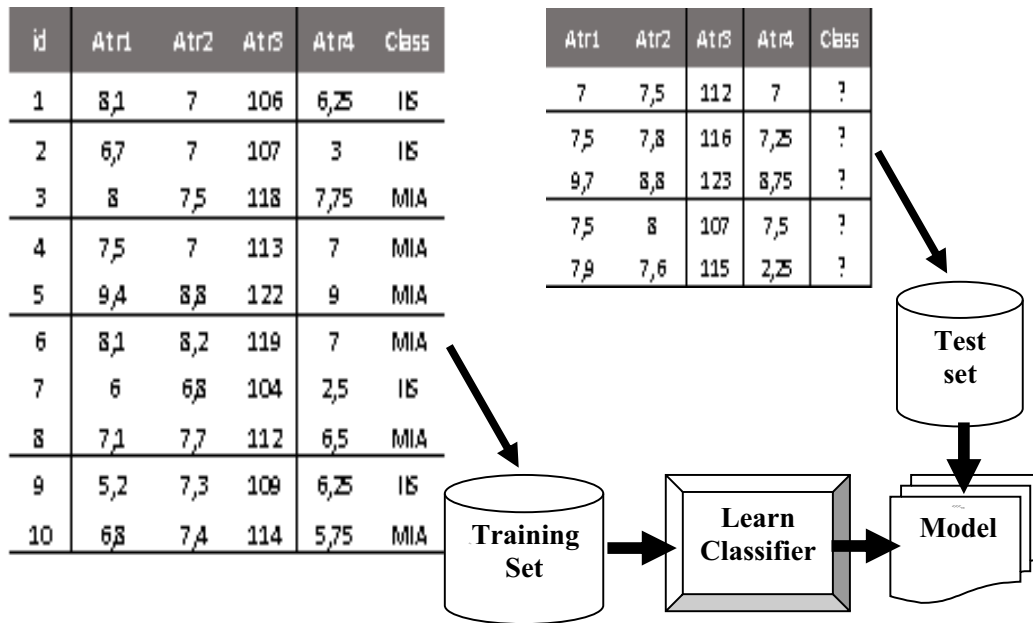 id Atr1 Atr2 Atr3 Atr4 Class
1 8,1 7 106 6,25 IIS
2 6,7 7 107 3 IIS
3 8 7,5 118 7,75 MIA
4 7,5 7 113 7 MIA
5 9,4 8,8 122 9 MIA
6 8,1 8,2 119 7 MIA
7 6 6,8 104 2,5 IIS
8 7,1 7,7 112 6,5 MIA
9 5,2 7,3 109 6,25 IIS
10 6,8 7,4 114 5,75 MIA
Atr1 Atr2 Atr3 Atr4 Class
7 7,5 112 7 ?
7,5 7,8 116 7,25 ?
9,7 8,8 123 8,75 ?
7,5 8 107 7,5 ?
7,9 7,6 115 2,25 ?
Test
set
Training
Set
Learn
Classifier
Model